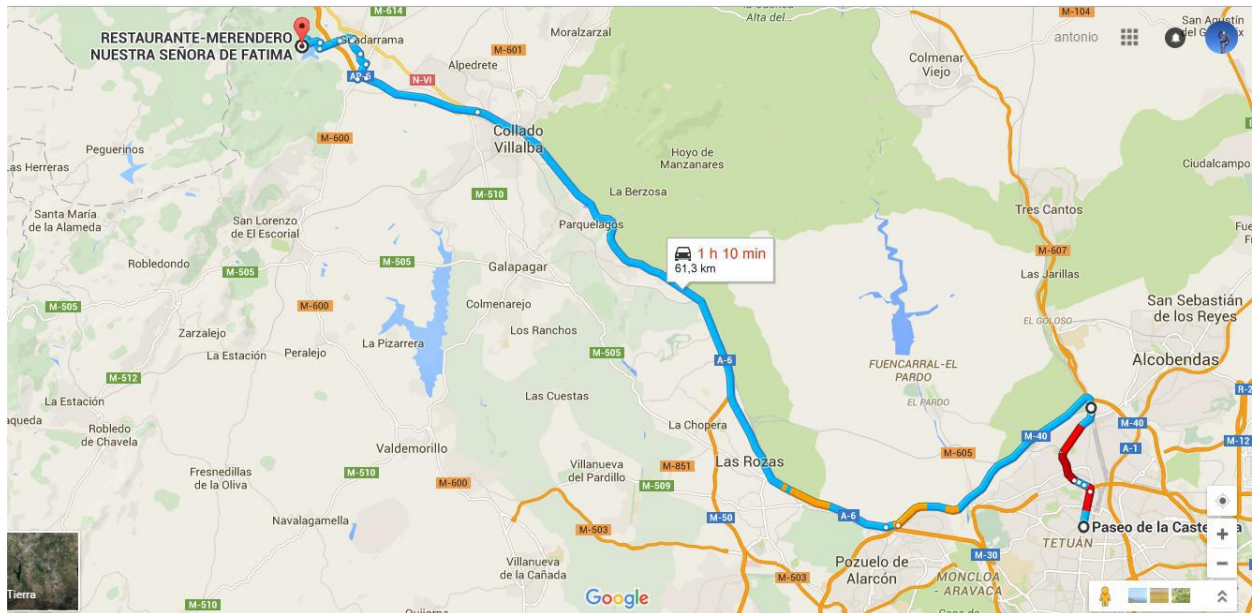 M-614
Alta del...
M-104
San Agustín
RESTAURANTE-MERENDERO
NUESTRA SEÑORA DE FATIMA
Guadarrama
M-601
Moralzarzal
antonio
Alpedrete
Colmenar
Viejo
AP-6
N-VI
Collado
Villalba
M-600
Peguerinos
Las Herreras
Hoyo de
Manzanares
Ciudalcampo
La Berzosa
M-510
Santa María
de la Alameda
San Lorenzo
de El Escorial
Parquelagos
Tres Cantos
M-607
1 h 10 min
61,3 km
Robledondo
M-505
M-505
Galapagar
Las Jarillas
M-505
M-600
Colmenarejo
San Sebastián
de los Reyes
Zarzalejo
Los Ranchos
EL GOLOSO
La Estación
Peralejo
La Pizarrera
M-505
A-6
FUENCARRAL-EL
PARDO
Alcobendas
M-512
La Estación
Las Cuestas
EL PARDO
Robledo
de Chavela
La Chopera
M-40
M-40
A-1
M-12
Valdemorillo
M-605
Las Rozas
Fresnedillas
de la Oliva
M-510
Villanueva
del Pardillo
M-851
M-509
M-600
Navalagamella
M-50
A-6
Paseo de la Castellana
M-503
M-30
TETUÁN
Pozuelo de
Alarcón
Villanueva
de la Cañada
M-503
MONCLOA
- ARAVACA
Tierra
M-510
Google